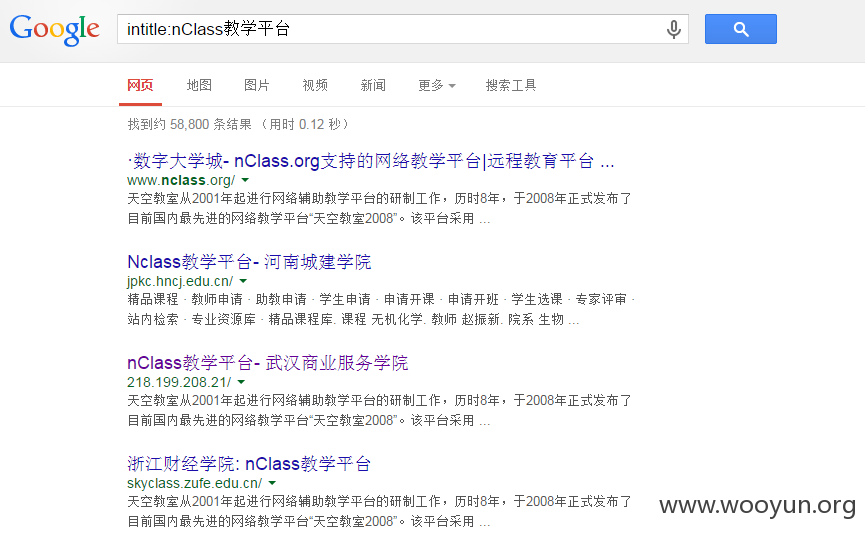 Google
intitle:nClass教学平台
网页 地图 图片 视频 新闻 更多 搜索工具
找到约 58,800 条结果 （用时 0.12 秒）
·数字大学城- nClass.org支持的网络教学平台|远程教育平台 ...
www.nclass.org/
天空教室从2001年起进行网络辅助教学平台的研制工作，历时8年，于2008年正式发布了
目前国内最先进的网络教学平台“天空教室2008”。该平台采用 ...
Nclass教学平台- 河南城建学院
jpkc.hncj.edu.cn/
精品课程 · 教师申请 · 助教申请 · 学生申请 · 申请开课 · 申请开班 · 学生选课 · 专家评审 ·
站内检索 · 专业资源库 · 精品课程库. 课程 无机化学. 教师 赵振新. 院系 生物 ...
nClass教学平台- 武汉商业服务学院
218.199.208.21/
天空教室从2001年起进行网络辅助教学平台的研制工作，历时8年，于2008年正式发布了
目前国内最先进的网络教学平台“天空教室2008”。该平台采用 ...
浙江财经学院: nClass教学平台
skyclass.zufe.edu.cn/
天空教室从2001年起进行网络辅助教学平台的研制工作，历时8年，于2008年正式发布了
目前国内最先进的网络教学平台“天空教室2008”。该平台采用 ...
www.wooyun.org